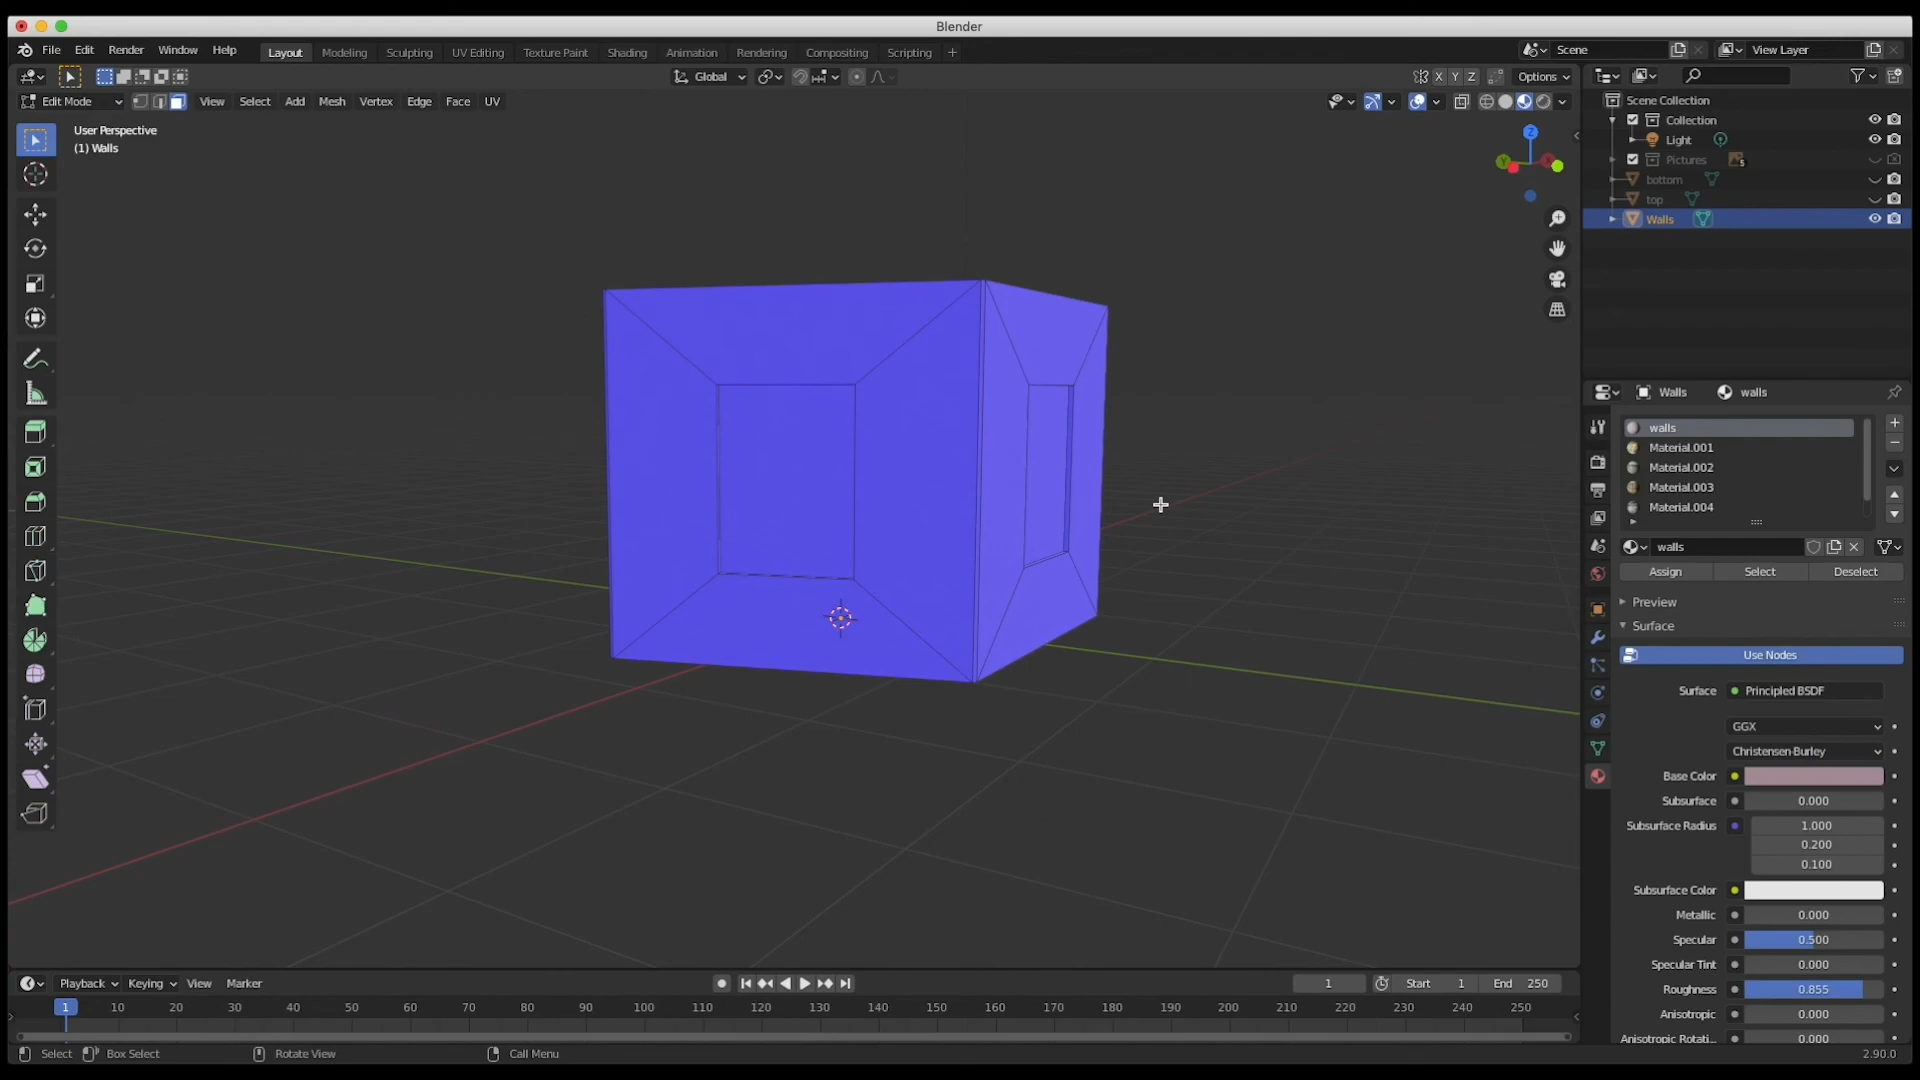 Blender
File Edit Render Window Help Layout Modeling Sculpting UV Editing Texture Paint Shading Animation Rendering Compositing Scripting + Scene View Layer
Global X Y Z Options
Edit Mode View Select Add Mesh Vertex Edge Face UV
User Perspective
(1) Walls
Z
Scene Collection
Collection
Light
Pictures 5
bottom
top
Walls
Walls walls
walls
Material.001
Material.002
Material.003
Material.004
walls
Assign Select Deselect
Preview
Surface
Use Nodes
Surface Principled BSDF
GGX
Christensen-Burley
Base Color
Subsurface 0.000
Subsurface Radius 1.000
0.200
0.100
Subsurface Color
Metallic 0.000
Specular 0.500
Specular Tint 0.000
Roughness 0.855
Anisotropic 0.000
Anisotropic Rotati... 0.000
Playback Keying View Marker 1 Start 1 End 250
1 10 20 30 40 50 60 70 80 90 100 110 120 130 140 150 160 170 180 190 200 210 220 230 240 250
Select Box Select Rotate View Call Menu 2.90.0